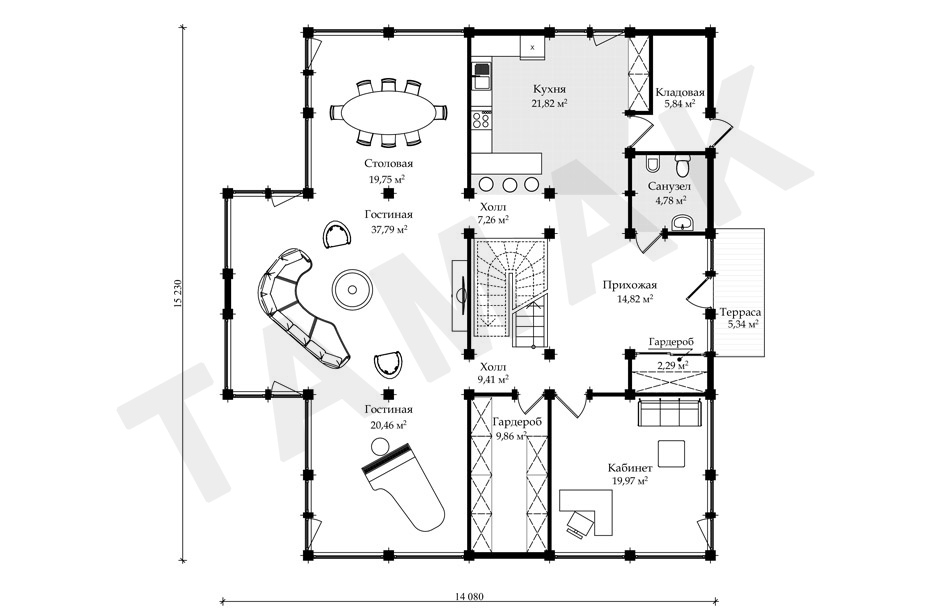 x
Кухня
21,82 м²
Кладовая
5,84 м²
Столовая
19,75 м²
Санузел
4,78 м²
Холл
7,26 м²
Гостиная
37,79 м²
Прихожая
14,82 м²
Терраса
5,34 м²
Гардероб
2,29 м²
Холл
9,41 м²
Гостиная
20,46 м²
Гардероб
9,86 м²
Кабинет
19,97 м²
15 230
14 080
TAMAK